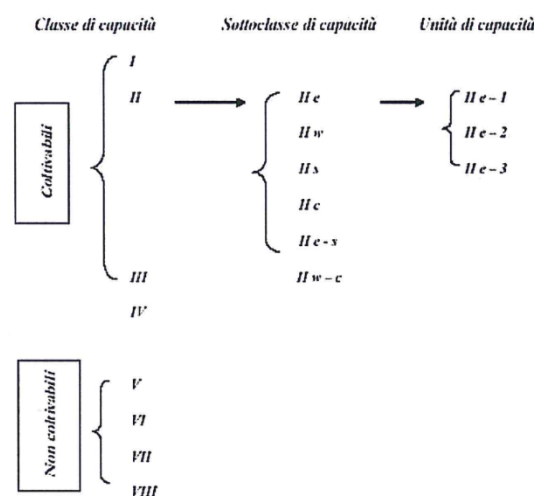 Classe di capacità Sottoclasse di capacità Unità di capacità
I
II II e II e – 1
II w II e – 2
II s II e – 3
II c
II e - s
III II w – c
IV
Coltivabili
V
VI
VII
VIII
Non coltivabili